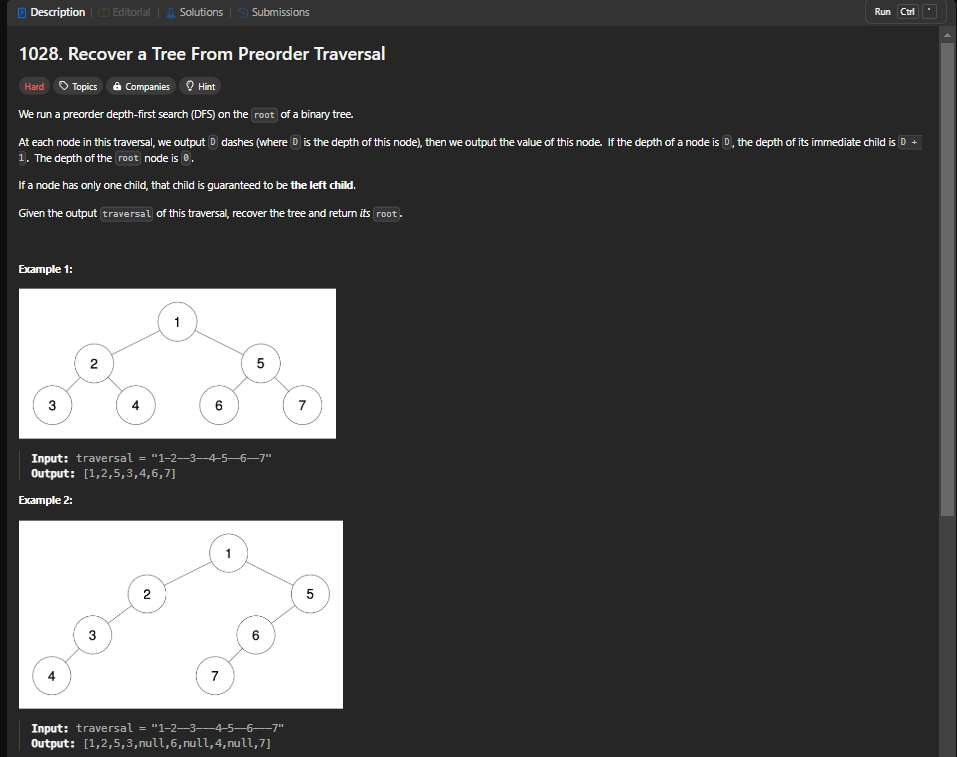 Description | Editorial | Solutions | Submissions Run Ctrl '
1028. Recover a Tree From Preorder Traversal
Hard Topics Companies Hint
We run a preorder depth-first search (DFS) on the root of a binary tree.
At each node in this traversal, we output D dashes (where D is the depth of this node), then we output the value of this node. If the depth of a node is D, the depth of its immediate child is D +
1. The depth of the root node is 0.
If a node has only one child, that child is guaranteed to be the left child.
Given the output traversal of this traversal, recover the tree and return its root.
Example 1:
1
2 5
3 4 6 7
Input: traversal = "1-2--3--4-5--6--7"
Output: [1,2,5,3,4,6,7]
Example 2:
1
2 5
3 6
4 7
Input: traversal = "1-2--3---4-5--6---7"
Output: [1,2,5,3,null,6,null,4,null,7]